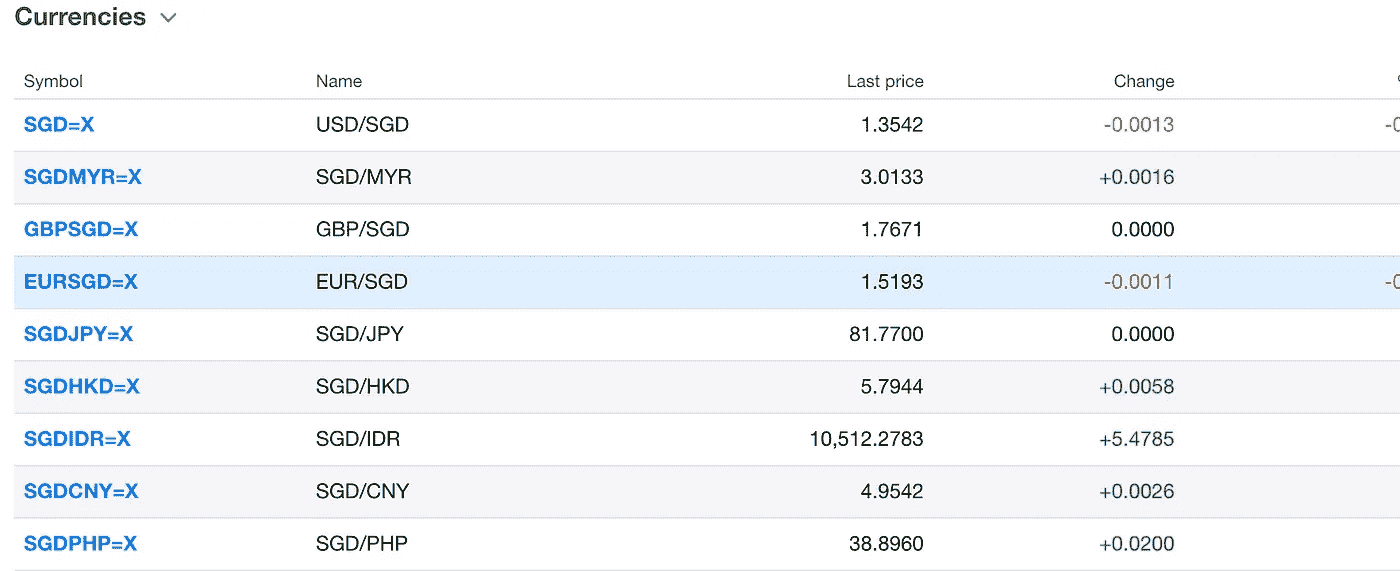 Currencies
Symbol Name Last price Change
SGD=X USD/SGD 1.3542 -0.0013 -0
SGDMYR=X SGD/MYR 3.0133 +0.0016
GBPSGD=X GBP/SGD 1.7671 0.0000
EURSGD=X EUR/SGD 1.5193 -0.0011 -0
SGDJPY=X SGD/JPY 81.7700 0.0000
SGDHKD=X SGD/HKD 5.7944 +0.0058
SGDIDR=X SGD/IDR 10,512.2783 +5.4785
SGDCNY=X SGD/CNY 4.9542 +0.0026
SGDPHP=X SGD/PHP 38.8960 +0.0200